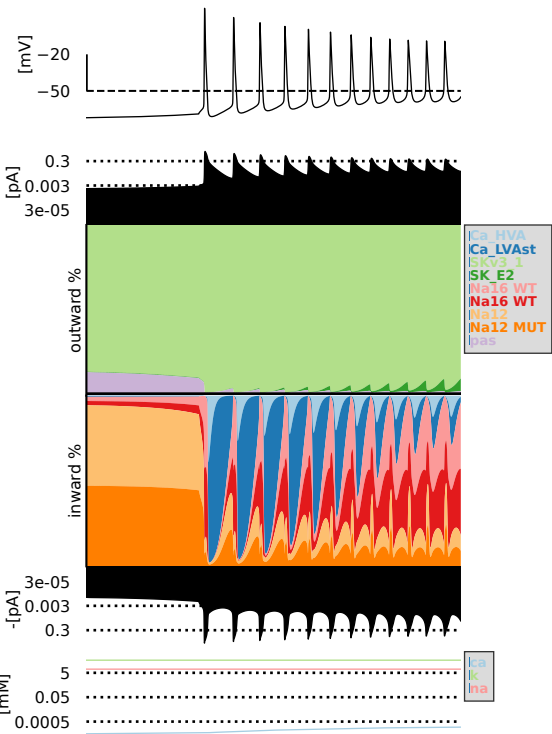 [mV]
−20
−50
[pA]
0.3
0.003
3e-05
outward %
Ca_HVA
Ca_LVAst
SKv3_1
SK_E2
Na16 WT
Na16 WT
Na12
Na12 MUT
pas
inward %
-[pA]
3e-05
0.003
0.3
[mM]
5
0.05
0.0005
ca
k
na